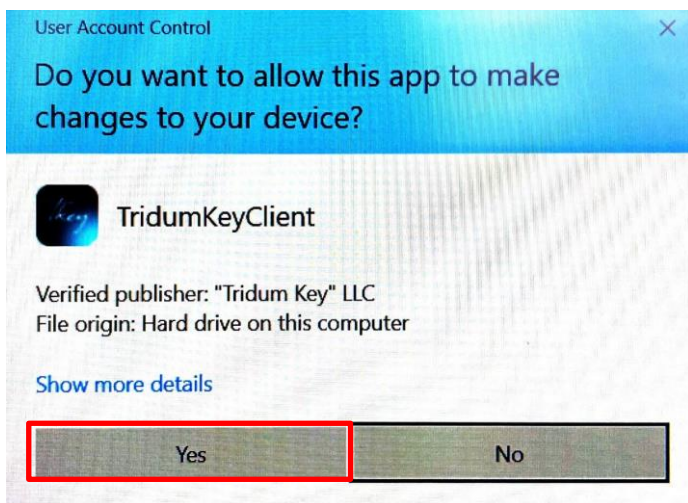 User Account Control
Do you want to allow this app to make
changes to your device?
key
TridumKeyClient
Verified publisher: "Tridum Key" LLC
File origin: Hard drive on this computer
Show more details
Yes
No